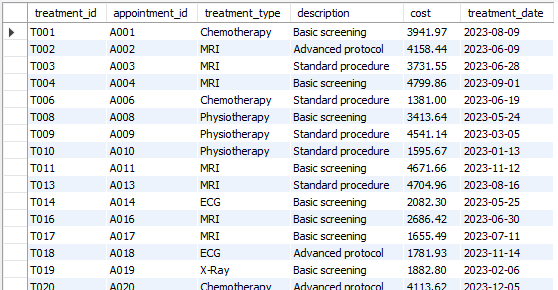 treatment_id appointment_id treatment_type description cost treatment_date
T001 A001 Chemotherapy Basic screening 3941.97 2023-08-09
T002 A002 MRI Advanced protocol 4158.44 2023-06-09
T003 A003 MRI Standard procedure 3731.55 2023-06-28
T004 A004 MRI Basic screening 4799.86 2023-09-01
T006 A006 Chemotherapy Standard procedure 1381.00 2023-06-19
T008 A008 Physiotherapy Basic screening 3413.64 2023-05-24
T009 A009 Physiotherapy Standard procedure 4541.14 2023-03-05
T010 A010 Physiotherapy Standard procedure 1595.67 2023-01-13
T011 A011 MRI Basic screening 4671.66 2023-11-12
T013 A013 MRI Standard procedure 4704.96 2023-08-16
T014 A014 ECG Basic screening 2082.30 2023-05-25
T016 A016 MRI Basic screening 2686.42 2023-06-30
T017 A017 MRI Basic screening 1655.49 2023-07-11
T018 A018 ECG Advanced protocol 1781.93 2023-11-14
T019 A019 X-Ray Basic screening 1882.80 2023-02-06
T020 A020 Chemotherapy Advanced protocol 4113.62 2023-12-05